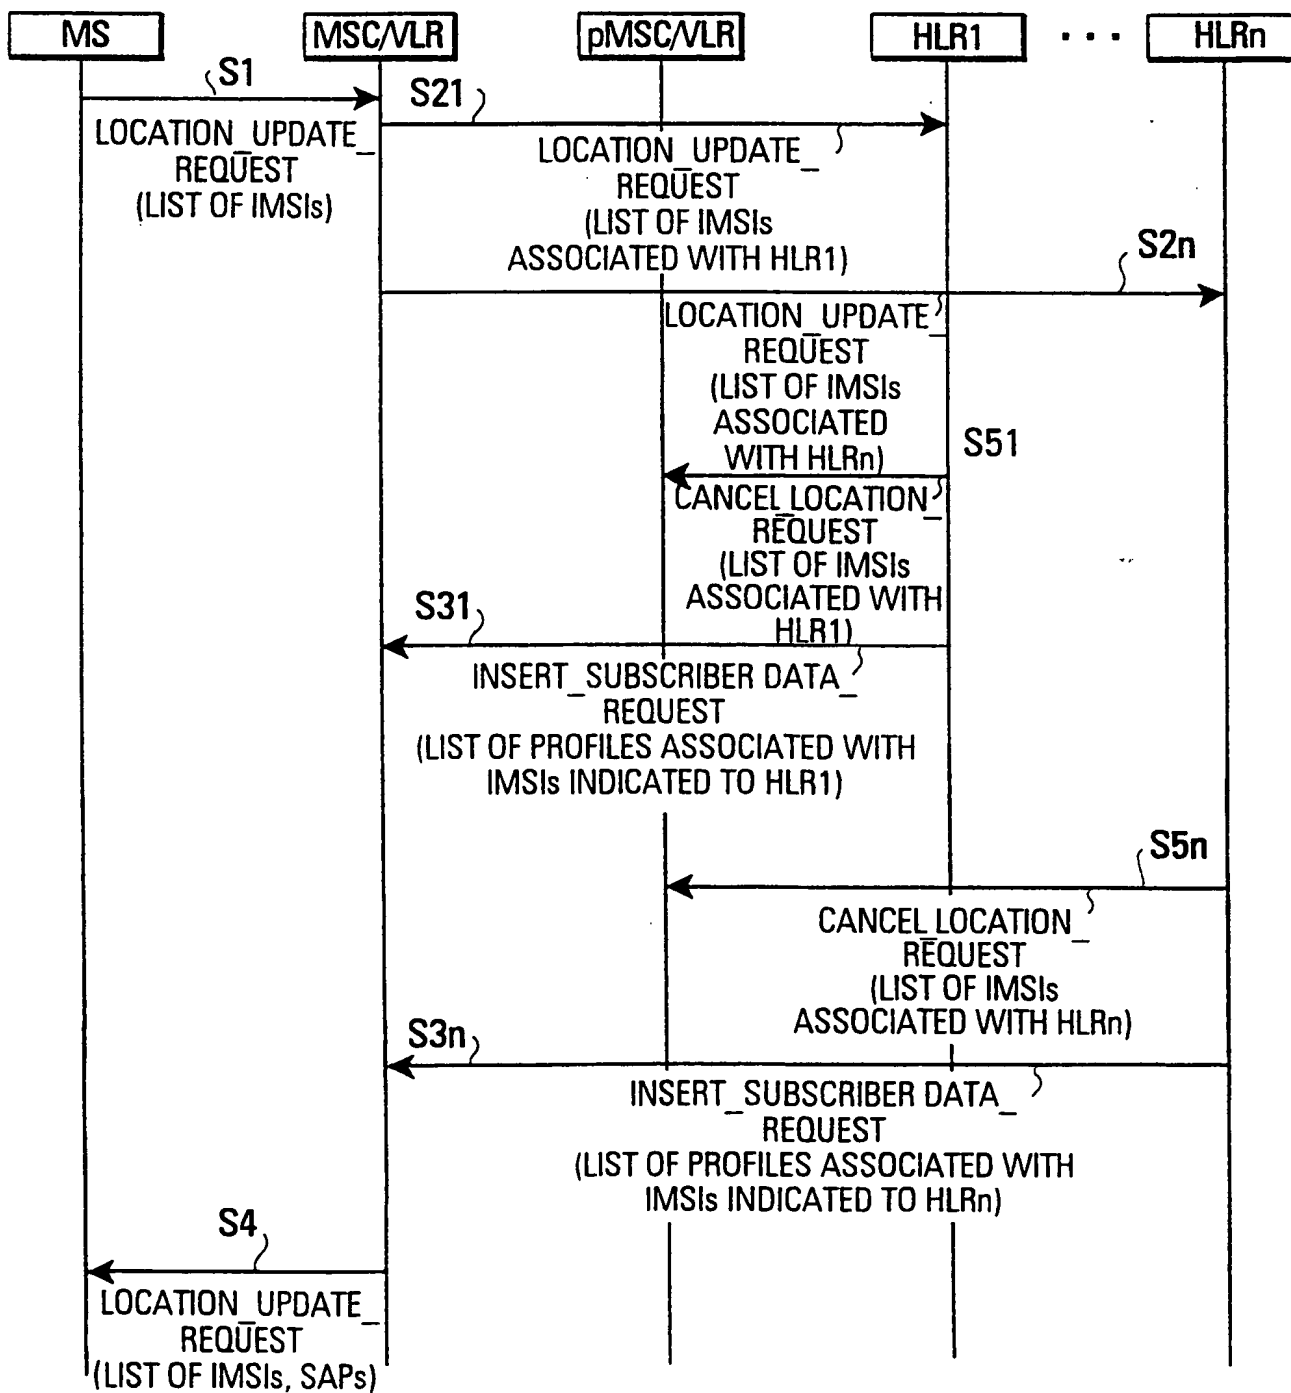 MS
MSC/VLR
pMSC/VLR
HLR1
...
HLRn
S1
LOCATION_UPDATE_
REQUEST
(LIST OF IMSIs)
S21
LOCATION_UPDATE_
REQUEST
(LIST OF IMSIs
ASSOCIATED WITH HLR1)
S2n
LOCATION_UPDATE_
REQUEST
(LIST OF IMSIs
ASSOCIATED
WITH HLRn)
S51
CANCEL_LOCATION_
REQUEST
(LIST OF IMSIs
ASSOCIATED WITH
HLR1)
S31
INSERT_SUBSCRIBER DATA_
REQUEST
(LIST OF PROFILES ASSOCIATED WITH
IMSIs INDICATED TO HLR1)
S5n
CANCEL_LOCATION_
REQUEST
(LIST OF IMSIs
ASSOCIATED WITH HLRn)
S3n
INSERT_SUBSCRIBER DATA_
REQUEST
(LIST OF PROFILES ASSOCIATED WITH
IMSIs INDICATED TO HLRn)
S4
LOCATION_UPDATE_
REQUEST
(LIST OF IMSIs, SAPs)